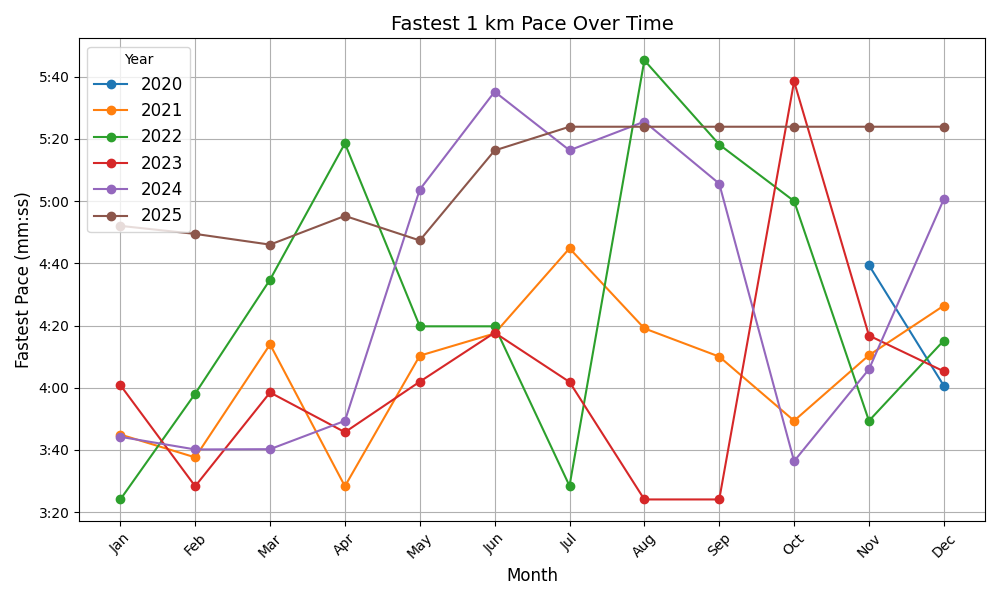 Fastest 1 km Pace Over Time
Year
2020
2021
2022
2023
2024
2025
Fastest Pace (mm:ss)
5:40
5:20
5:00
4:40
4:20
4:00
3:40
3:20
Jan Feb Mar Apr May Jun Jul Aug Sep Oct Nov Dec
Month